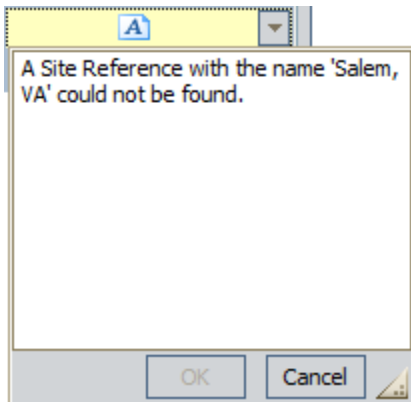 A
A Site Reference with the name 'Salem,
VA' could not be found.
OK
Cancel